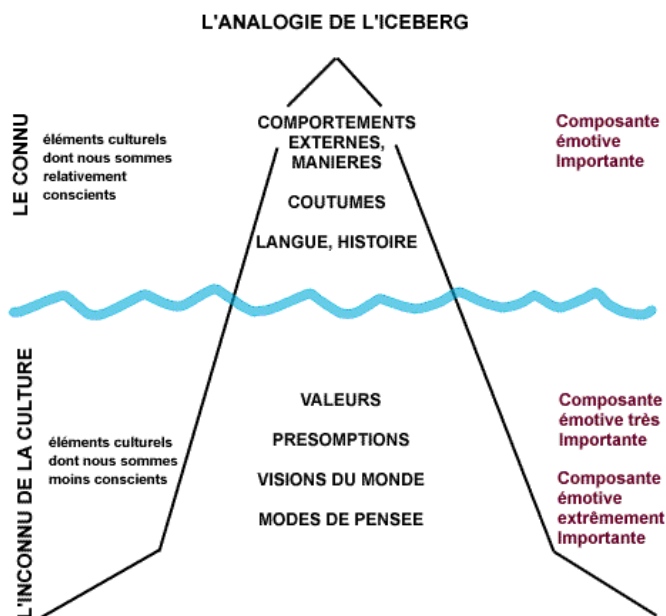 L'ANALOGIE DE L'ICEBERG
LE CONNU
éléments culturels
dont nous sommes
relativement
conscients
COMPORTEMENTS
EXTERNES,
MANIERES
COUTUMES
LANGUE, HISTOIRE
Composante
émotive
Importante
L'INCONNU DE LA CULTURE
éléments culturels
dont nous sommes
moins conscients
VALEURS
PRESOMPTIONS
VISIONS DU MONDE
MODES DE PENSEE
Composante
émotive très
Importante
Composante
émotive
extrêmement
Importante